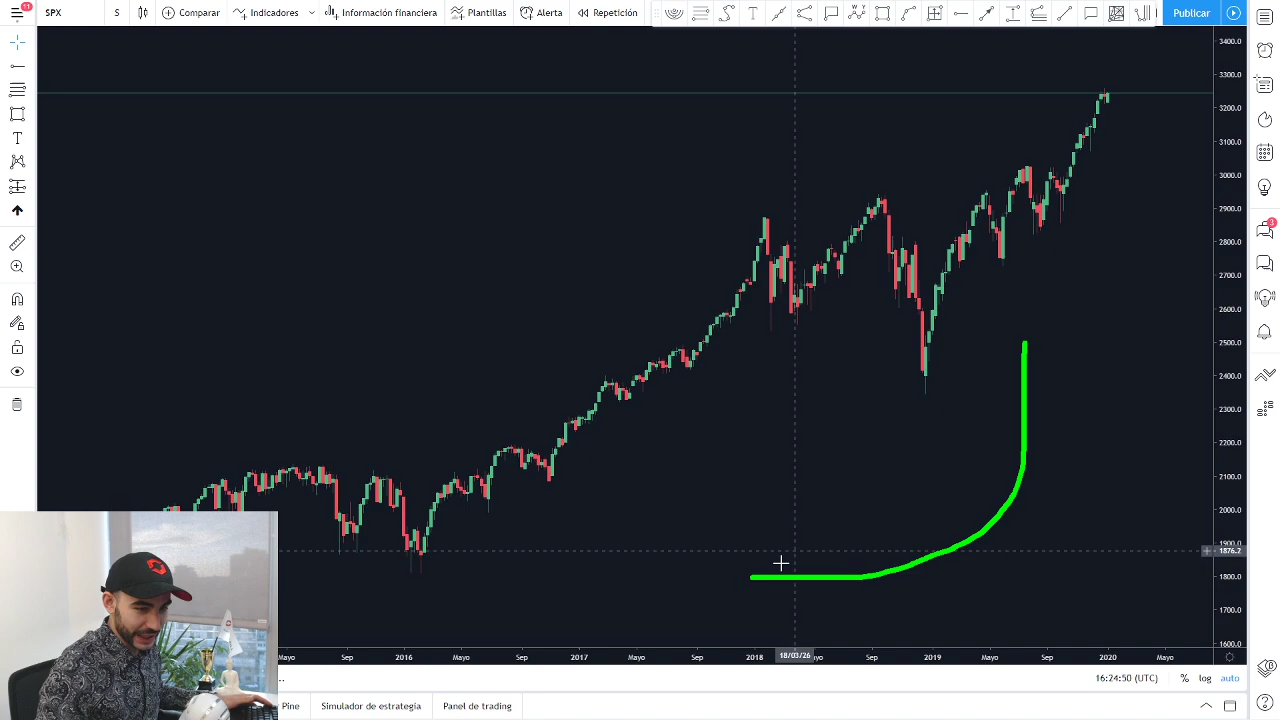 11
SPX
S
Comparar
Indicadores
Información financiera
Plantillas
Alerta
Repetición
Publicar
3400.0
3300.0
3200.0
3100.0
3000.0
2900.0
2800.0
2700.0
2600.0
2500.0
2400.0
2300.0
2200.0
2100.0
2000.0
1900.0
1876.2
1800.0
1700.0
1600.0
3
Mayo
Sep
2016
Mayo
Sep
2017
Mayo
Sep
2018
18/03/26
yo
Sep
2019
Mayo
Sep
2020
Mayo
16:24:50 (UTC)
%
log
auto
Pine
Simulador de estrategia
Panel de trading